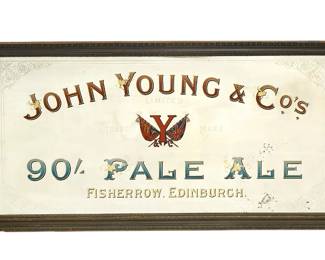 JOHN YOUNG & Co's
LIMITED
Y
90/- PALE ALE
FISHERROW, EDINBURGH.